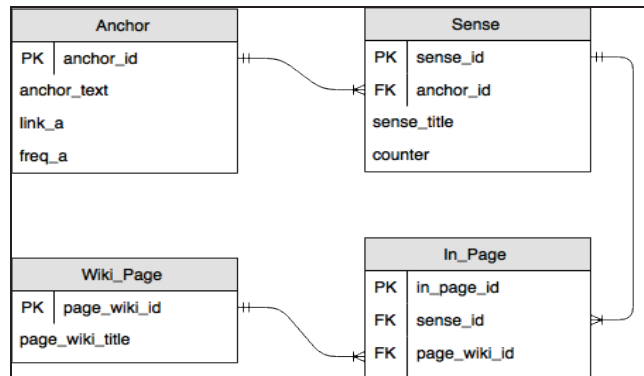 Anchor
PK anchor_id
anchor_text
link_a
freq_a
Sense
PK sense_id
FK anchor_id
sense_title
counter
Wiki_Page
PK page_wiki_id
page_wiki_title
In_Page
PK in_page_id
FK sense_id
FK page_wiki_id